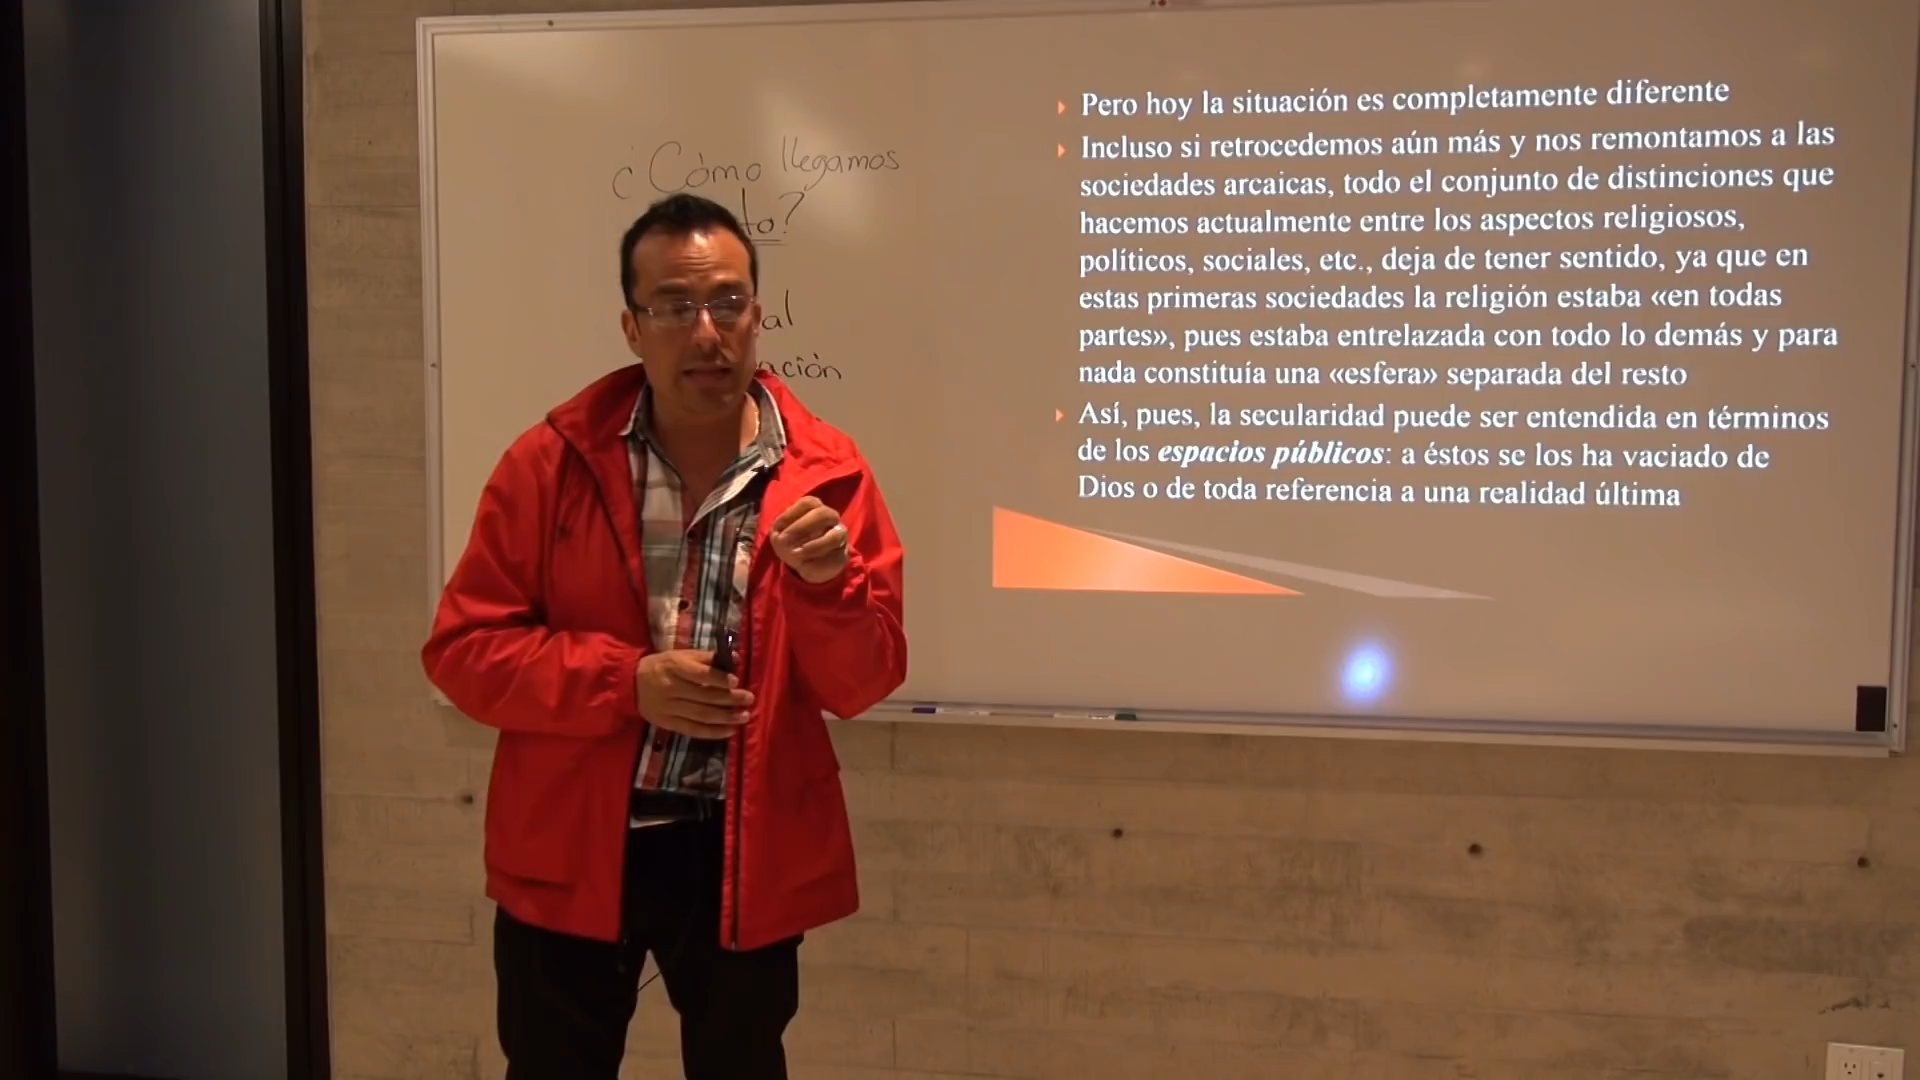 ¿Cómo llegamos
to?
al
ación
Pero hoy la situación es completamente diferente
Incluso si retrocedemos aún más y nos remontamos a las
sociedades arcaicas, todo el conjunto de distinciones que
hacemos actualmente entre los aspectos religiosos,
políticos, sociales, etc., deja de tener sentido, ya que en
estas primeras sociedades la religión estaba «en todas
partes», pues estaba entrelazada con todo lo demás y para
nada constituía una «esfera» separada del resto
Así, pues, la secularidad puede ser entendida en términos
de los espacios públicos: a éstos se los ha vaciado de
Dios o de toda referencia a una realidad última